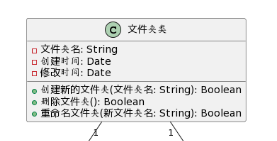 C 文件夹类
文件夹名: String
创建时间: Date
修改时间: Date
创建新的文件夹(文件夹名: String): Boolean
删除文件夹(): Boolean
重命名文件夹(新文件夹名: String): Boolean
1 1